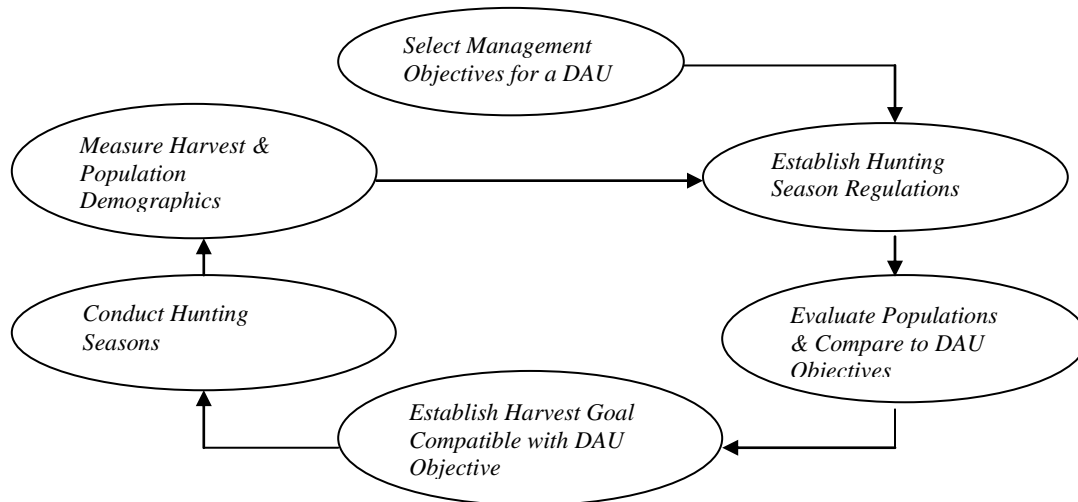 Select Management
Objectives for a DAU
Measure Harvest &
Population
Demographics
Establish Hunting
Season Regulations
Conduct Hunting
Seasons
Evaluate Populations
& Compare to DAU
Objectives
Establish Harvest Goal
Compatible with DAU
Objective